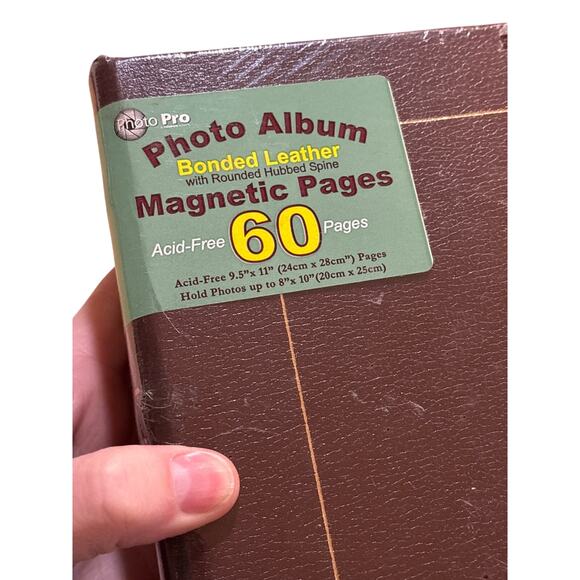 Photo Pro
Photo Album
Bonded Leather
with Rounded Hubbed Spine
Magnetic Pages
Acid-Free 60 Pages
Acid-Free 9.5"x 11" (24cm x 28cm") Pages
Hold Photos up to 8"x 10"(20cm x 25cm)